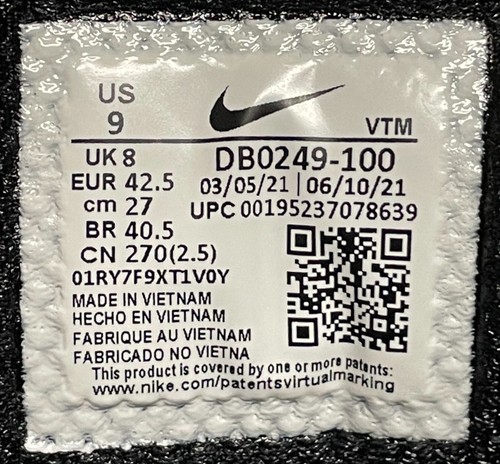 US
9
VTM
UK 8
DB0249-100
EUR 42.5
03/05/21 | 06/10/21
cm 27
UPC 00195237078639
BR 40.5
CN 270(2.5)
01RY7F9XT1V0Y
MADE IN VIETNAM
HECHO EN VIETNAM
FABRIQUE AU VIETNAM
FABRICADO NO VIETNA
This product is covered by one or more patents:
www.nike.com/patentsvirtualmarking